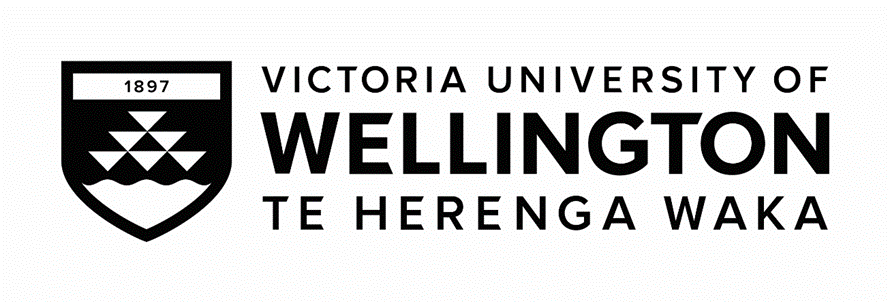 1897
VICTORIA UNIVERSITY OF
WELLINGTON
TE HERENGA WAKA